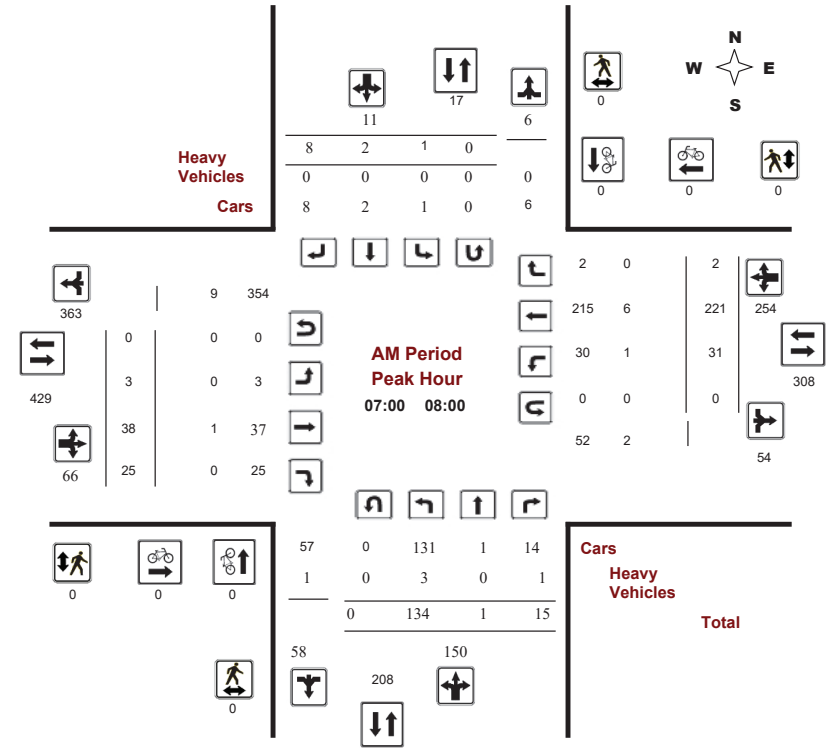 N
W E
S
17
0
11
6
8 2 1 0
Heavy
Vehicles
0 0 0 0 0
Cars
8 2 1 0 6
0 0 0
363
9 354
0 0 0
429
3 0 3
38 1 37
66
25 0 25
AM Period
Peak Hour
07:00 08:00
2 0 2
215 6 221 254
30 1 31
308
0 0 0
52 2
54
57 0 131 1 14
Cars
1 0 3 0 1
Heavy
Vehicles
0 134 1 15
Total
0 0 0
58 150
208
0